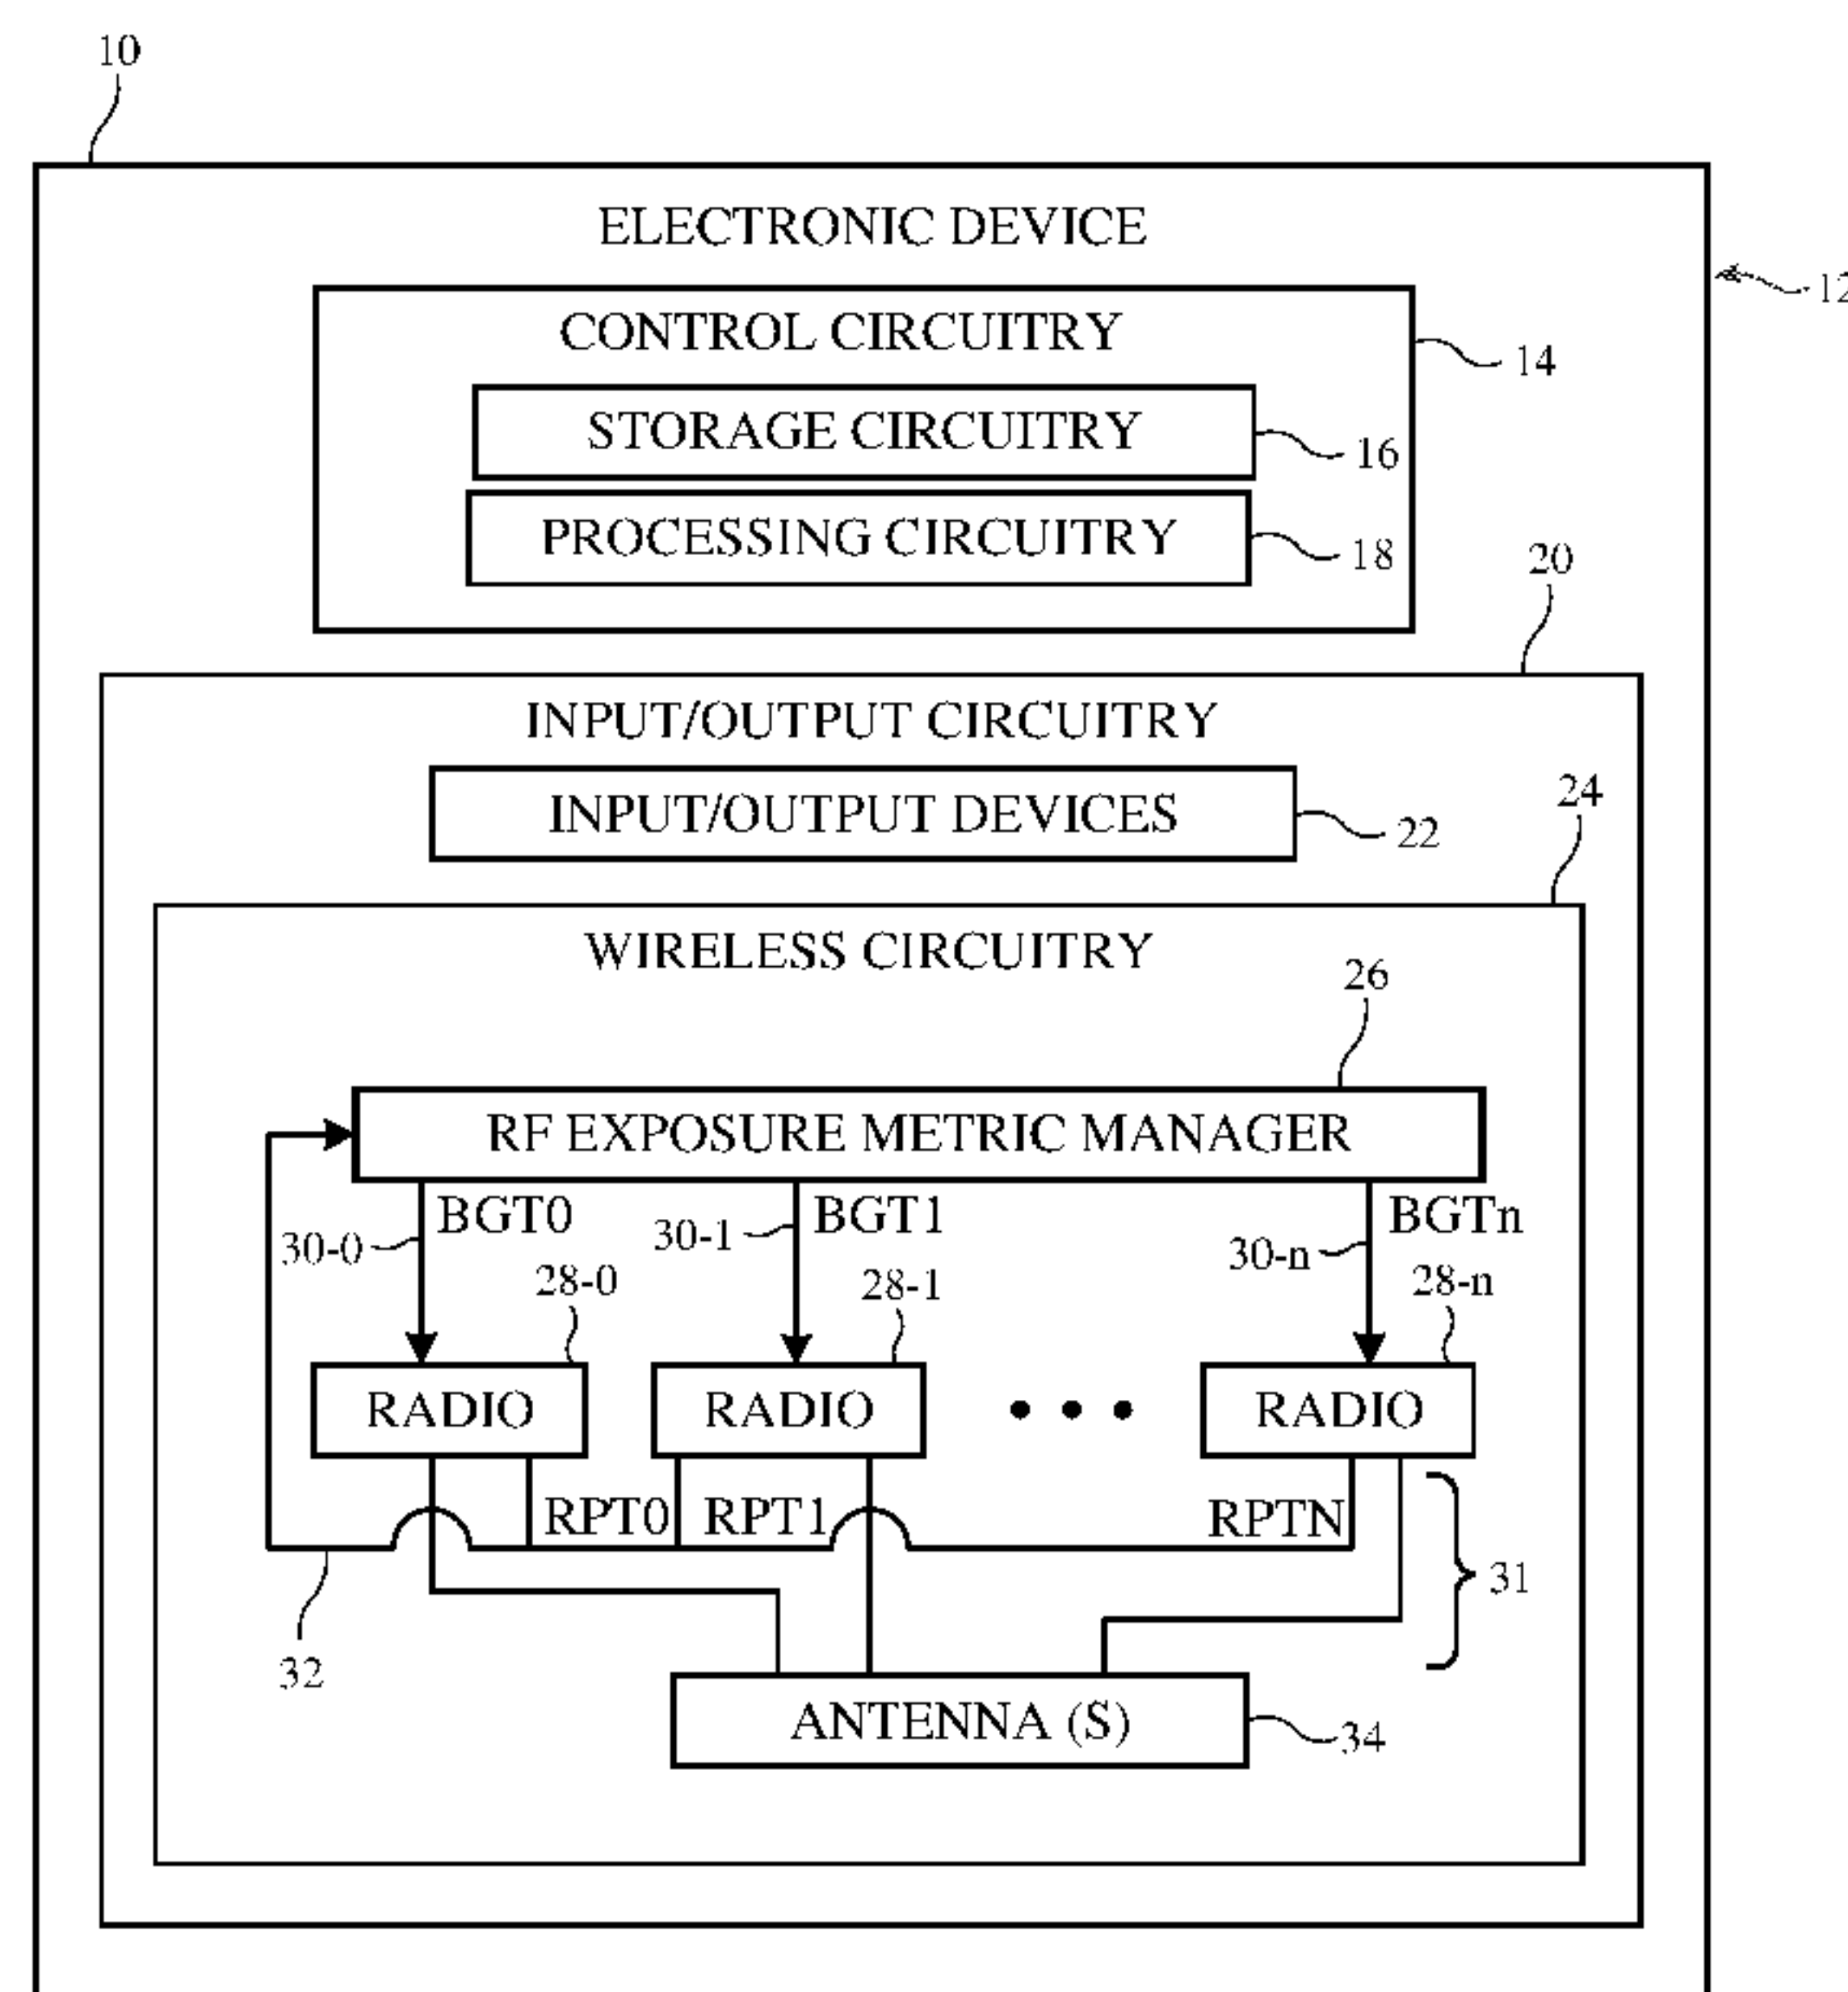 10
ELECTRONIC DEVICE
12
CONTROL CIRCUITRY
14
STORAGE CIRCUITRY
16
PROCESSING CIRCUITRY
18
20
INPUT/OUTPUT CIRCUITRY
INPUT/OUTPUT DEVICES
22
24
WIRELESS CIRCUITRY
26
RF EXPOSURE METRIC MANAGER
BGT0
BGT1
BGTn
30-0
30-1
30-n
28-0
28-1
28-n
RADIO
RADIO
• • •
RADIO
RPT0
RPT1
RPTN
31
32
ANTENNA (S)
34